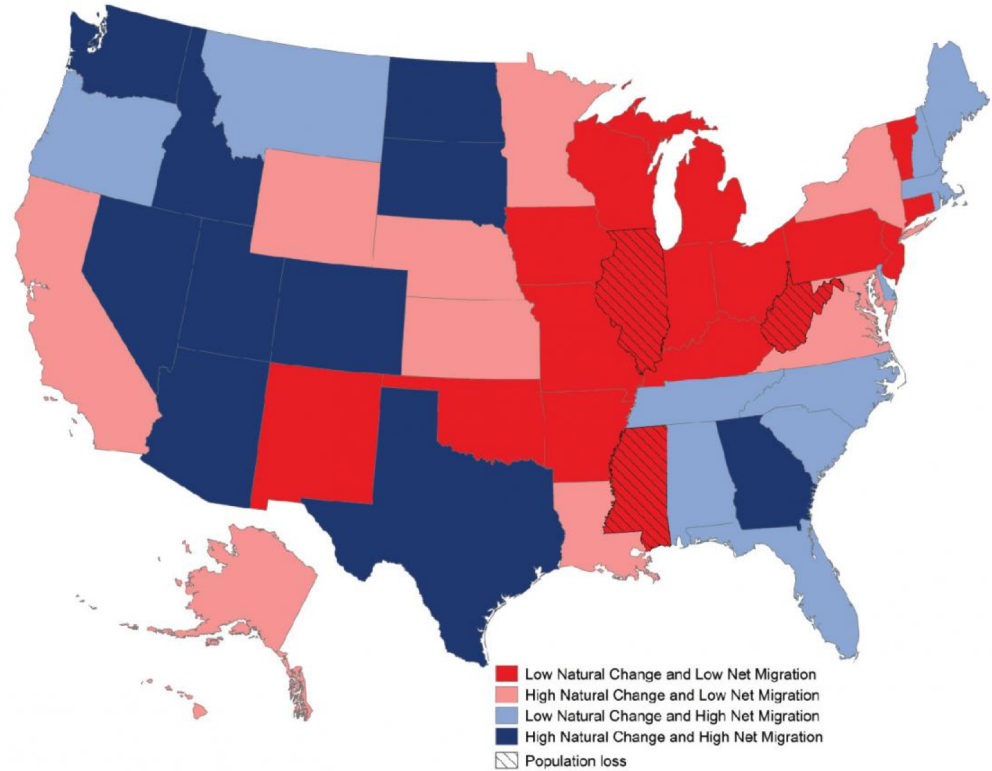 Low Natural Change and Low Net Migration
High Natural Change and Low Net Migration
Low Natural Change and High Net Migration
High Natural Change and High Net Migration
Population loss